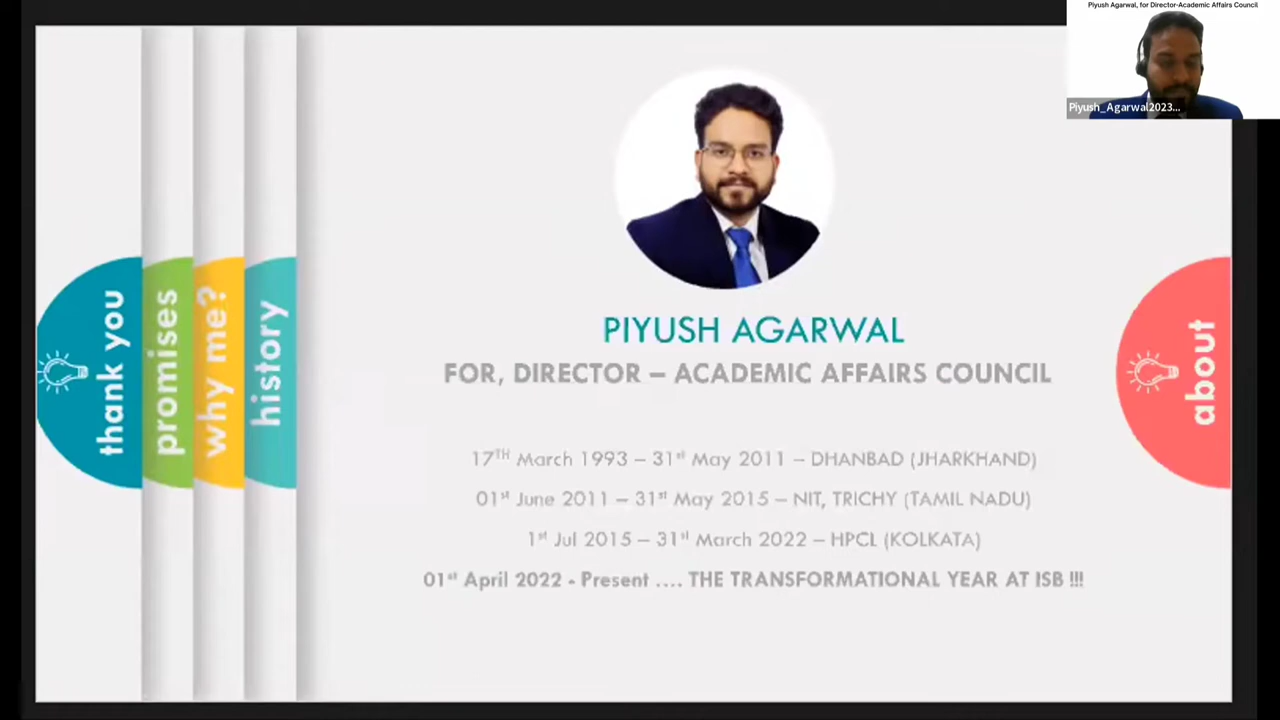 Piyush Agarwal, for Director-Academic Affairs Council
Piyush_Agarwal2023...
thank you
promises
why me?
history
PIYUSH AGARWAL
FOR, DIRECTOR – ACADEMIC AFFAIRS COUNCIL
17TH March 1993 – 31st May 2011 – DHANBAD (JHARKHAND)
01st June 2011 – 31st May 2015 – NIT, TRICHY (TAMIL NADU)
1st Jul 2015 – 31st March 2022 – HPCL (KOLKATA)
01st April 2022 - Present .... THE TRANSFORMATIONAL YEAR AT ISB !!!
about